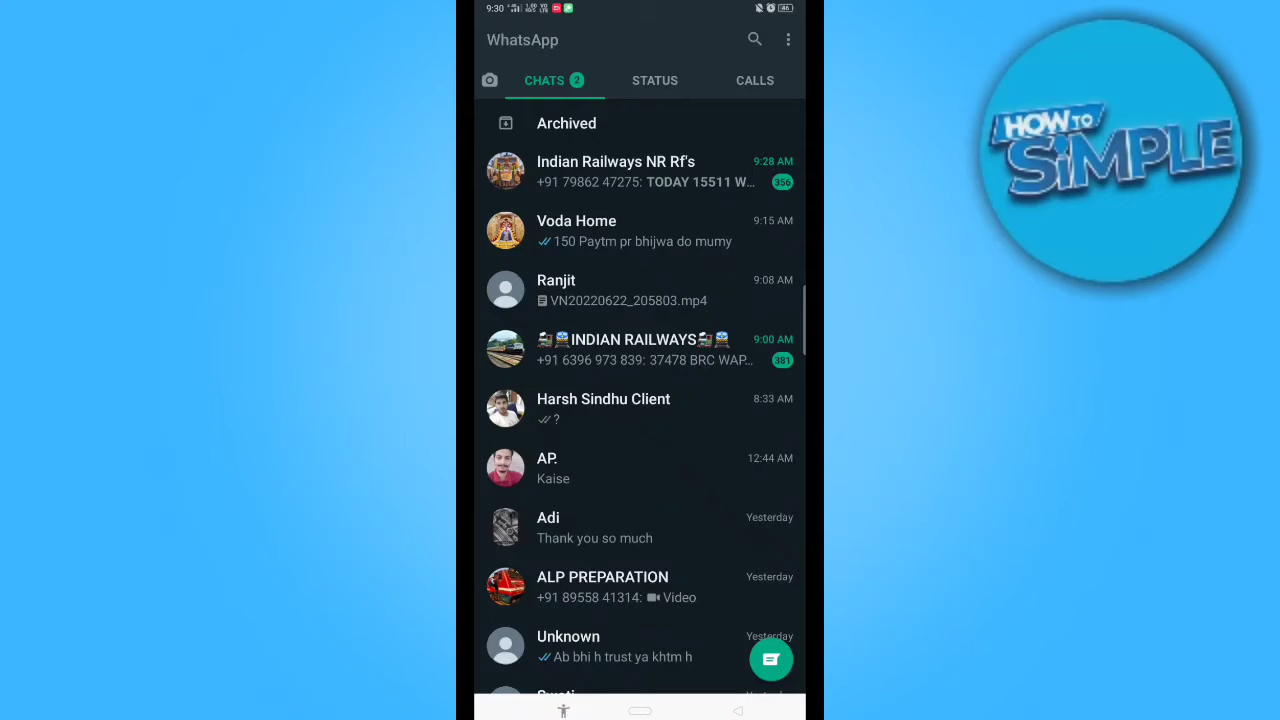 9:30
46
WhatsApp
CHATS 2
STATUS
CALLS
Archived
Indian Railways NR Rf's
9:28 AM
+91 79862 47275: TODAY 15511 W...
356
Voda Home
9:15 AM
150 Paytm pr bhijwa do mumy
Ranjit
9:08 AM
VN20220622_205803.mp4
🚂🚆INDIAN RAILWAYS🚂🚆
9:00 AM
+91 6396 973 839: 37478 BRC WAP...
381
Harsh Sindhu Client
8:33 AM
?
AP.
12:44 AM
Kaise
Adi
Yesterday
Thank you so much
ALP PREPARATION
Yesterday
+91 89558 41314: Video
Unknown
Yesterday
Ab bhi h trust ya khtm h
HOW TO
SiMPLE